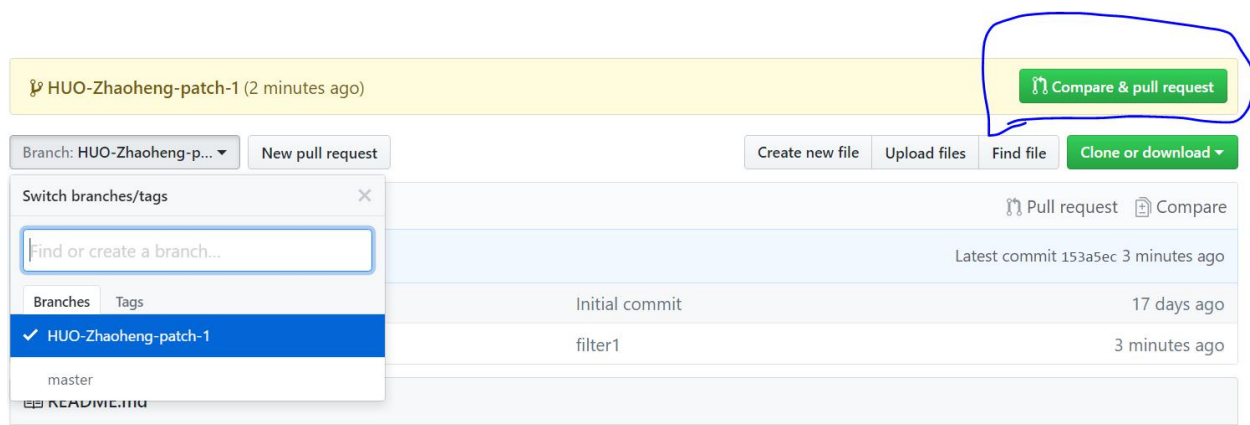 HUO-Zhaoheng-patch-1 (2 minutes ago)
Compare & pull request
Branch: HUO-Zhaoheng-p...
New pull request
Create new file
Upload files
Find file
Clone or download
Switch branches/tags
Pull request
Compare
Find or create a branch...
Latest commit 153a5ec 3 minutes ago
Branches
Tags
Initial commit
17 days ago
HUO-Zhaoheng-patch-1
filter1
3 minutes ago
master
README.md